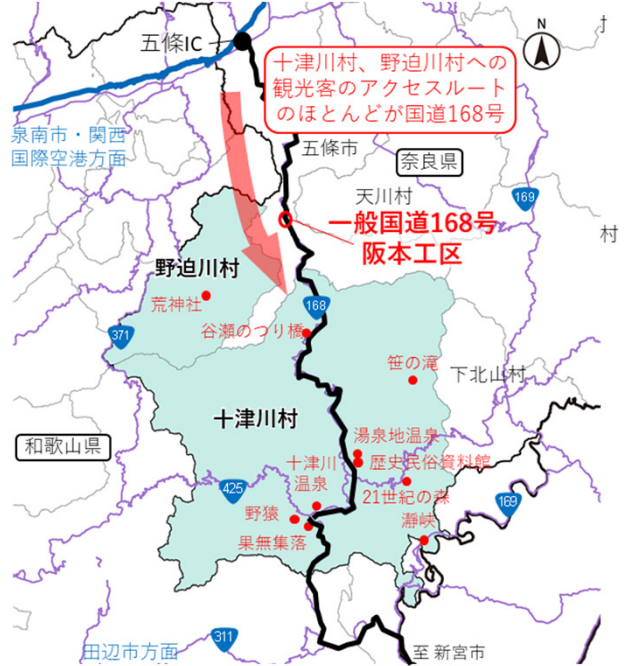 五條IC
N
十津川村、野迫川村への
観光客のアクセスルート
のほとんどが国道168号
泉南市・関西
国際空港方面
五條市
奈良県
天川村
169
村
一般国道168号
阪本工区
野迫川村
荒神社
168
371
谷瀬のつり橋
笹の滝
下北山村
十津川村
和歌山県
湯泉地温泉
十津川
温泉
歴史民俗資料館
425
21世紀の森
169
野猿
瀞峡
果無集落
311
田辺市方面
至 新宮市